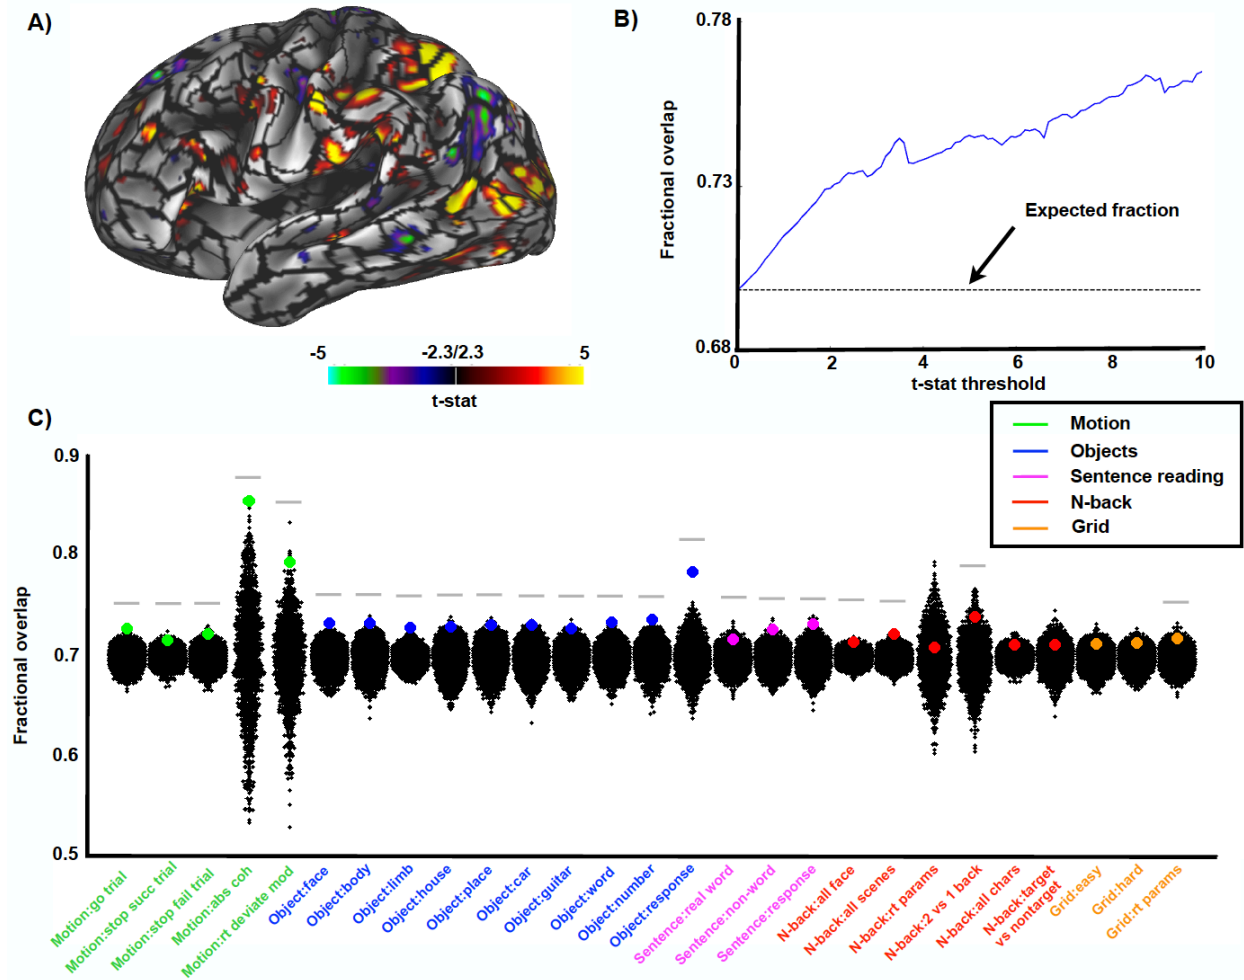 A)
-5
-2.3/2.3
5
t-stat
B)
0.78
0.73
0.68
Fractional overlap
Expected fraction
0
2
4
6
8
10
t-stat threshold
Motion
Objects
Sentence reading
N-back
Grid
C)
0.9
0.8
0.7
0.6
0.5
Fractional overlap
Motion:go trial
Motion:stop succ trial
Motion:stop fail trial
Motion:abs coh
Motion:rt deviate mod
Object:face
Object:body
Object:limb
Object:house
Object:place
Object:car
Object:guitar
Object:word
Object:number
Object:response
Sentence:real word
Sentence:non-word
Sentence:response
N-back:all face
N-back:all scenes
N-back:rt params
N-back:2 vs 1 back
N-back:all chars
N-back:target
vs nontarget
Grid:easy
Grid:hard
Grid:rt params